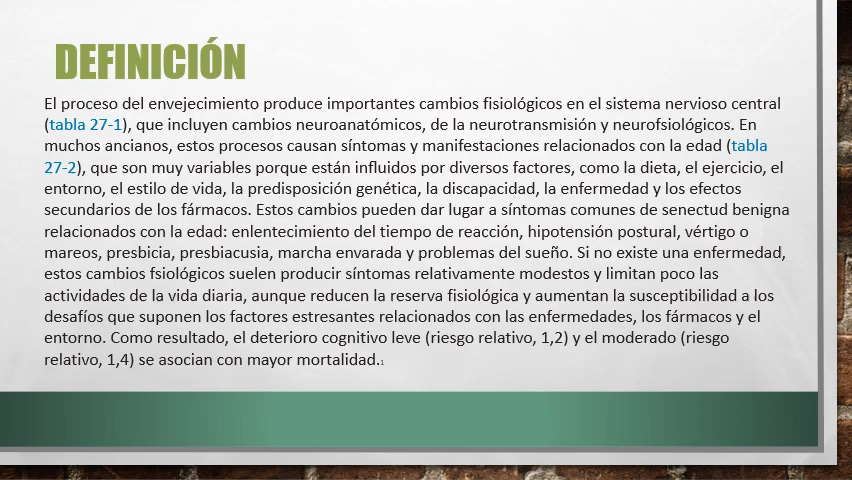 DEFINICIÓN
El proceso del envejecimiento produce importantes cambios fisiológicos en el sistema nervioso central
(tabla 27-1), que incluyen cambios neuroanatómicos, de la neurotransmisión y neurofsiológicos. En
muchos ancianos, estos procesos causan síntomas y manifestaciones relacionados con la edad (tabla
27-2), que son muy variables porque están influidos por diversos factores, como la dieta, el ejercicio, el
entorno, el estilo de vida, la predisposición genética, la discapacidad, la enfermedad y los efectos
secundarios de los fármacos. Estos cambios pueden dar lugar a síntomas comunes de senectud benigna
relacionados con la edad: enlentecimiento del tiempo de reacción, hipotensión postural, vértigo o
mareos, presbicia, presbiacusia, marcha envarada y problemas del sueño. Si no existe una enfermedad,
estos cambios fsiológicos suelen producir síntomas relativamente modestos y limitan poco las
actividades de la vida diaria, aunque reducen la reserva fisiológica y aumentan la susceptibilidad a los
desafíos que suponen los factores estresantes relacionados con las enfermedades, los fármacos y el
entorno. Como resultado, el deterioro cognitivo leve (riesgo relativo, 1,2) y el moderado (riesgo
relativo, 1,4) se asocian con mayor mortalidad.1